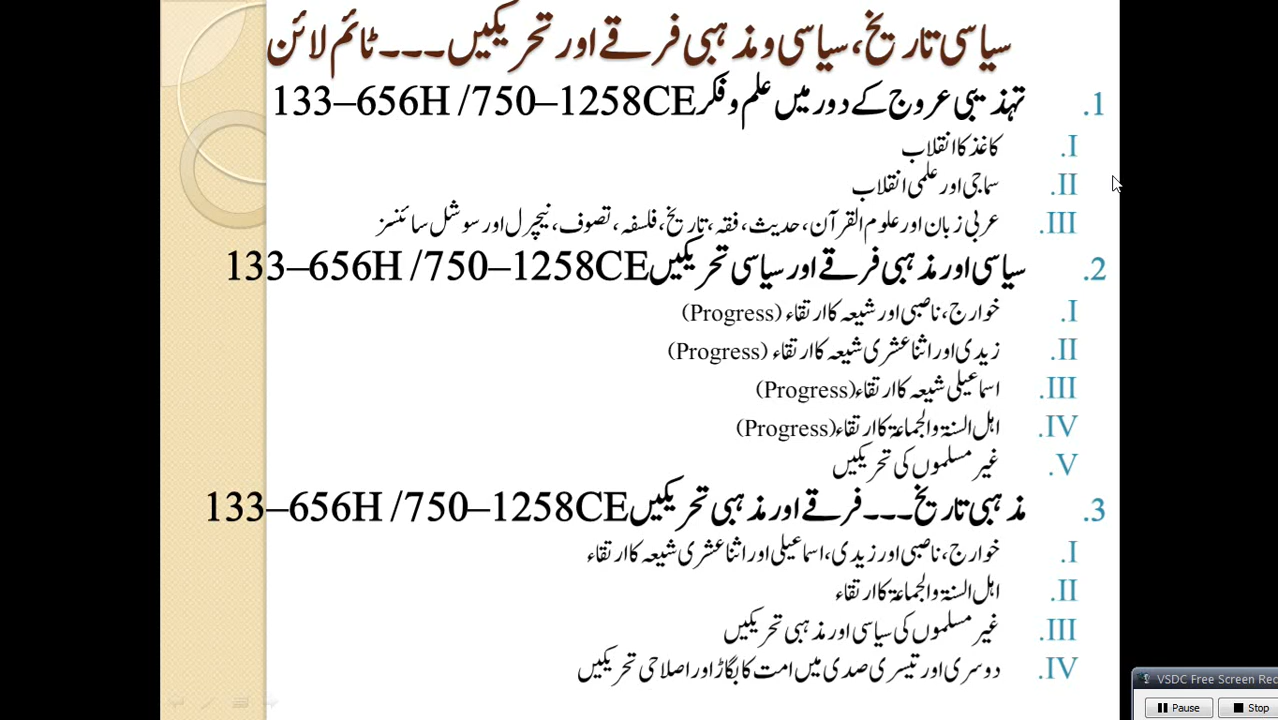 سیاسی تاریخ، سیاسی و مذہبی فرقے اور تحریکیں۔۔۔ ٹائم لائن
1. تہذیبی عروج کے دور میں علم و فکر 133–656H /750–1258CE
I. کاغذ کا انقلاب
II. سماجی اور علمی انقلاب
III. عربی زبان اور علوم القرآن، حدیث، فقہ، تاریخ، فلسفہ، تصوف، نیچرل اور سوشل سائنسز
2. سیاسی اور مذہبی فرقے اور سیاسی تحریکیں 133–656H /750–1258CE
I. خوارج، ناصبی اور شیعہ کا ارتقاء (Progress)
II. زیدی اور اثنا عشری شیعہ کا ارتقاء (Progress)
III. اسماعیلی شیعہ کا ارتقاء (Progress)
IV. اہل السنۃ والجماعۃ کا ارتقاء (Progress)
V. غیر مسلموں کی تحریکیں
3. مذہبی تاریخ۔۔۔ فرقے اور مذہبی تحریکیں 133–656H /750–1258CE
I. خوارج، ناصبی اور زیدی، اسماعیلی اور اثنا عشری شیعہ کا ارتقاء
II. اہل السنۃ والجماعۃ کا ارتقاء
III. غیر مسلموں کی سیاسی اور مذہبی تحریکیں
IV. دوسری اور تیسری صدی میں امت کا بگاڑ اور اصلاحی تحریکیں
VSDC Free Screen Rec
Pause Stop